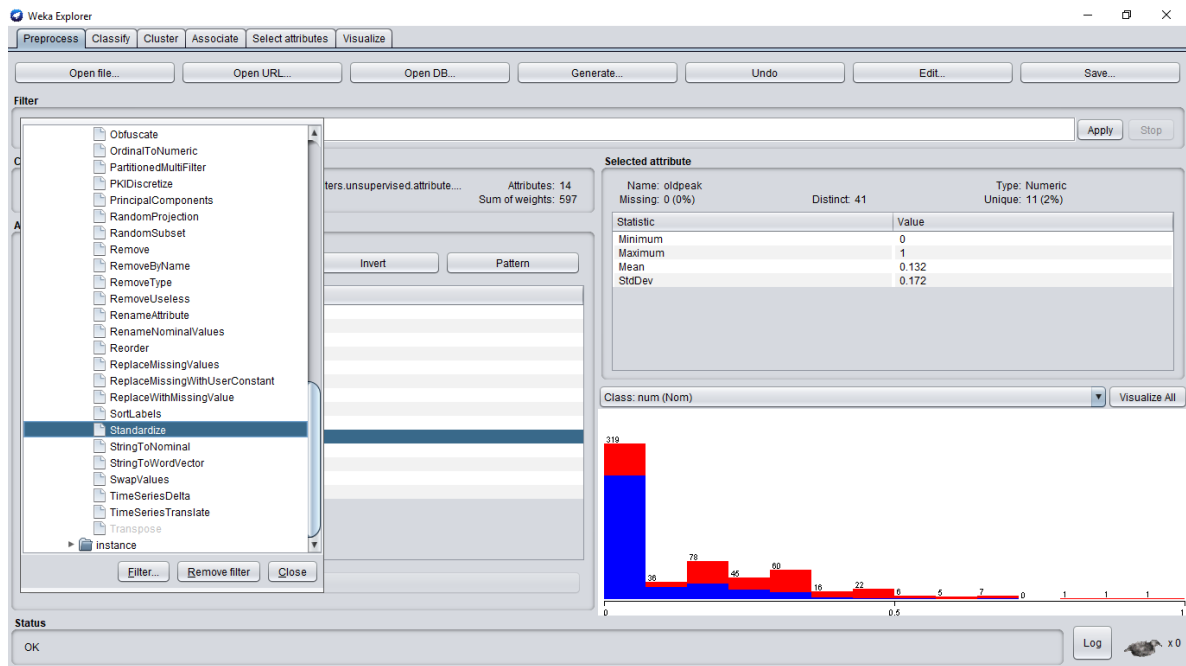 Weka Explorer
Preprocess Classify Cluster Associate Select attributes Visualize
Open file... Open URL... Open DB... Generate... Undo Edit... Save...
Filter
Apply Stop
Obfuscate
OrdinalToNumeric
PartitionedMultiFilter
PKIDiscretize
PrincipalComponents
RandomProjection
RandomSubset
Remove
RemoveByName
RemoveType
RemoveUseless
RenameAttribute
RenameNominalValues
Reorder
ReplaceMissingValues
ReplaceMissingWithUserConstant
ReplaceWithMissingValue
SortLabels
Standardize
StringToNominal
StringToWordVector
SwapValues
TimeSeriesDelta
TimeSeriesTranslate
Transpose
instance
Filter... Remove filter Close
C
ters.unsupervised.attribute.... Attributes: 14
Sum of weights: 597
A
Invert Pattern
Selected attribute
Name: oldpeak Type: Numeric
Missing: 0 (0%) Distinct: 41 Unique: 11 (2%)
Statistic Value
Minimum 0
Maximum 1
Mean 0.132
StdDev 0.172
Class: num (Nom) Visualize All
319
36
78
45
60
16
22
6
5
7
0
1
1
1
0 0.5 1
Status
OK
Log x 0